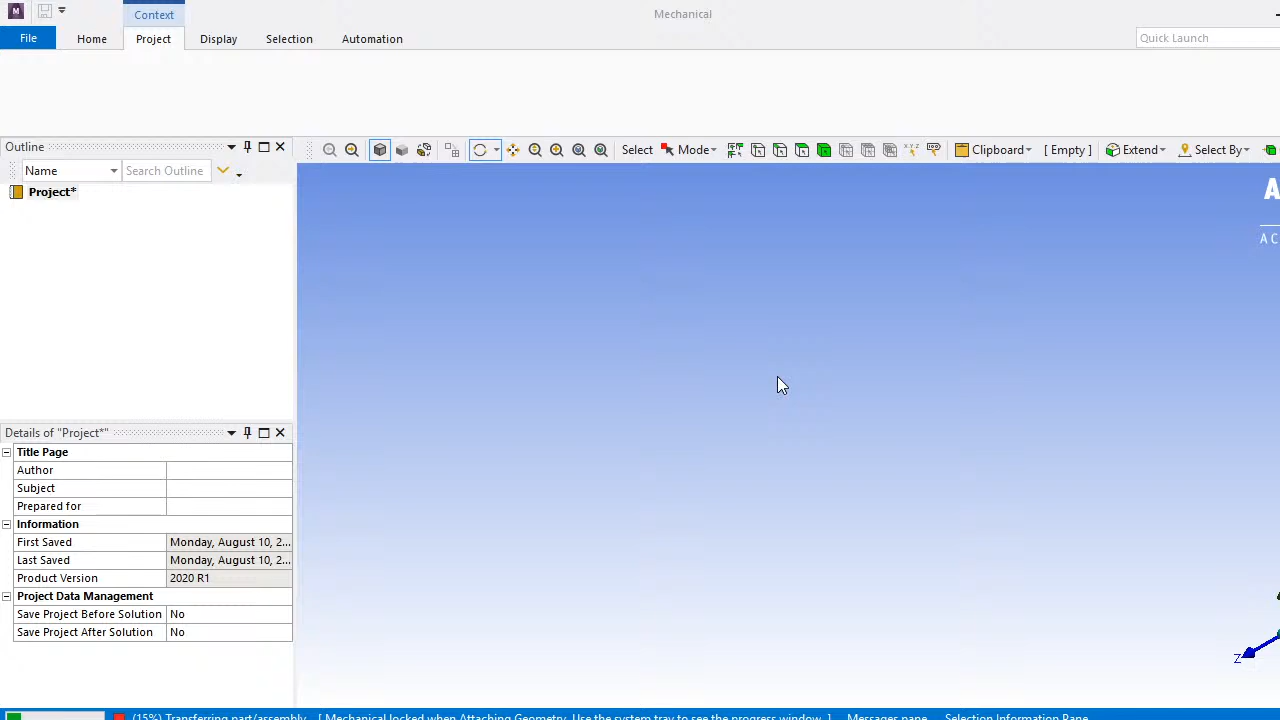 M
Context
Mechanical
File Home Project Display Selection Automation
Quick Launch
Outline
Select Mode Clipboard [ Empty ] Extend Select By
Name Search Outline
Project*
A
AC
Details of "Project*"
Title Page
Author
Subject
Prepared for
Information
First Saved Monday, August 10, 2...
Last Saved Monday, August 10, 2...
Product Version 2020 R1
Project Data Management
Save Project Before Solution No
Save Project After Solution No
Z
(15%) Transferring part/assembly [ Mechanical locked when Attaching Geometry. Use the system tray to see the progress window. ] Messages pane Selection Information Pane